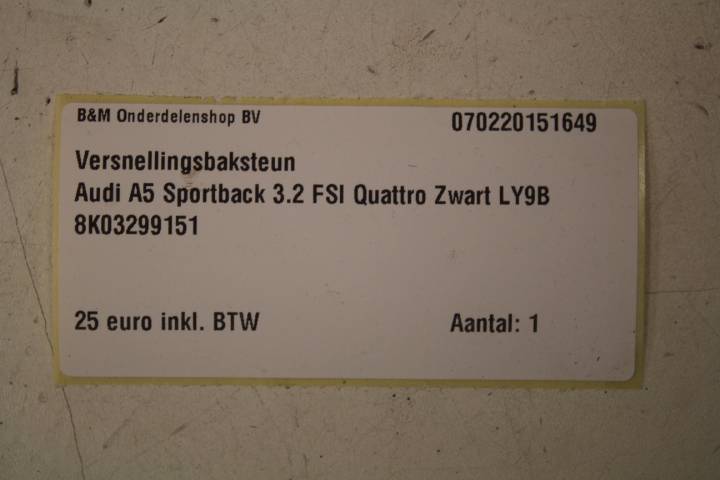 B&M Onderdelenshop BV 070220151649
Versnellingsbaksteun
Audi A5 Sportback 3.2 FSI Quattro Zwart LY9B
8K03299151
25 euro inkl. BTW Aantal: 1